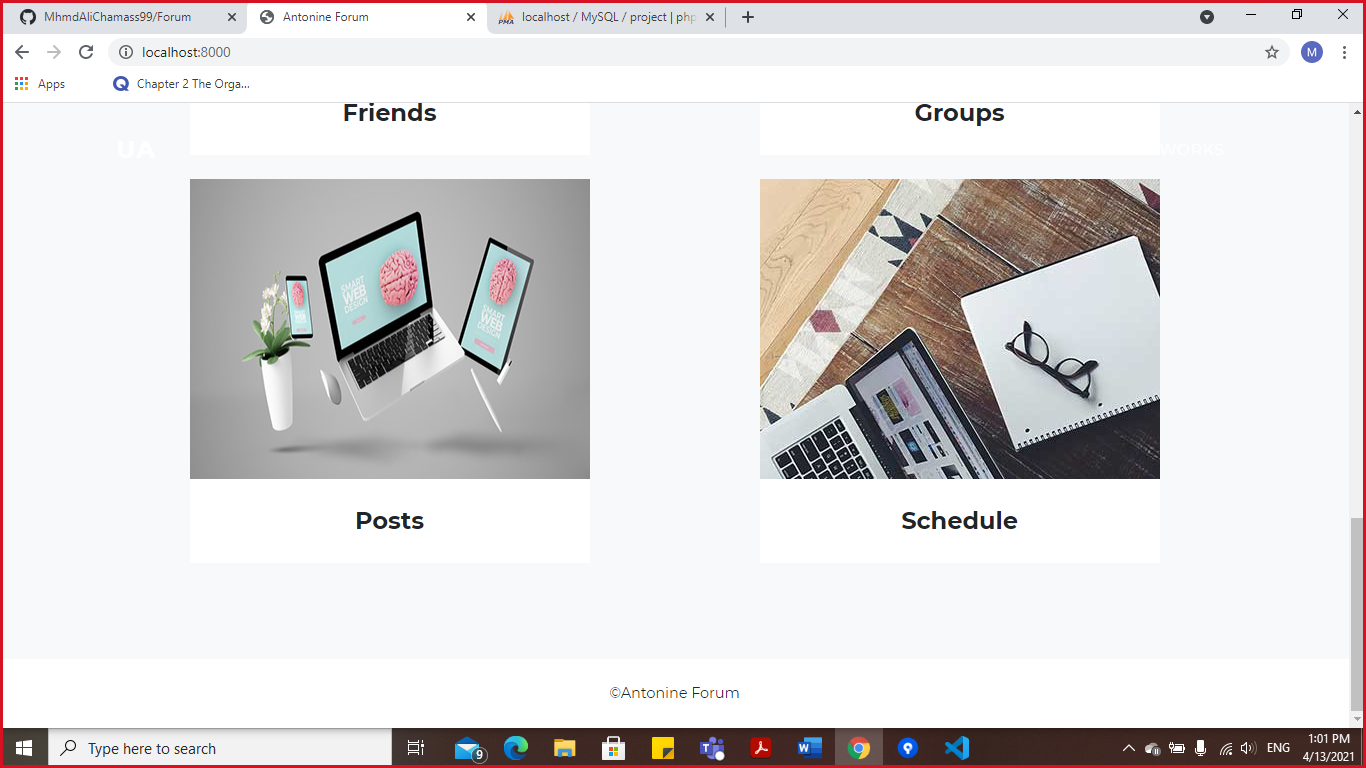 MhmdAliChamass99/Forum
Antonine Forum
localhost / MySQL / project | php
localhost:8000
M
Apps
Chapter 2 The Orga...
Friends
Groups
UA
WORKS
SMART
WEB
DESIGN
SMART
WEB
DESIGN
Posts
Schedule
©Antonine Forum
Type here to search
9
ENG
1:01 PM
4/13/2021